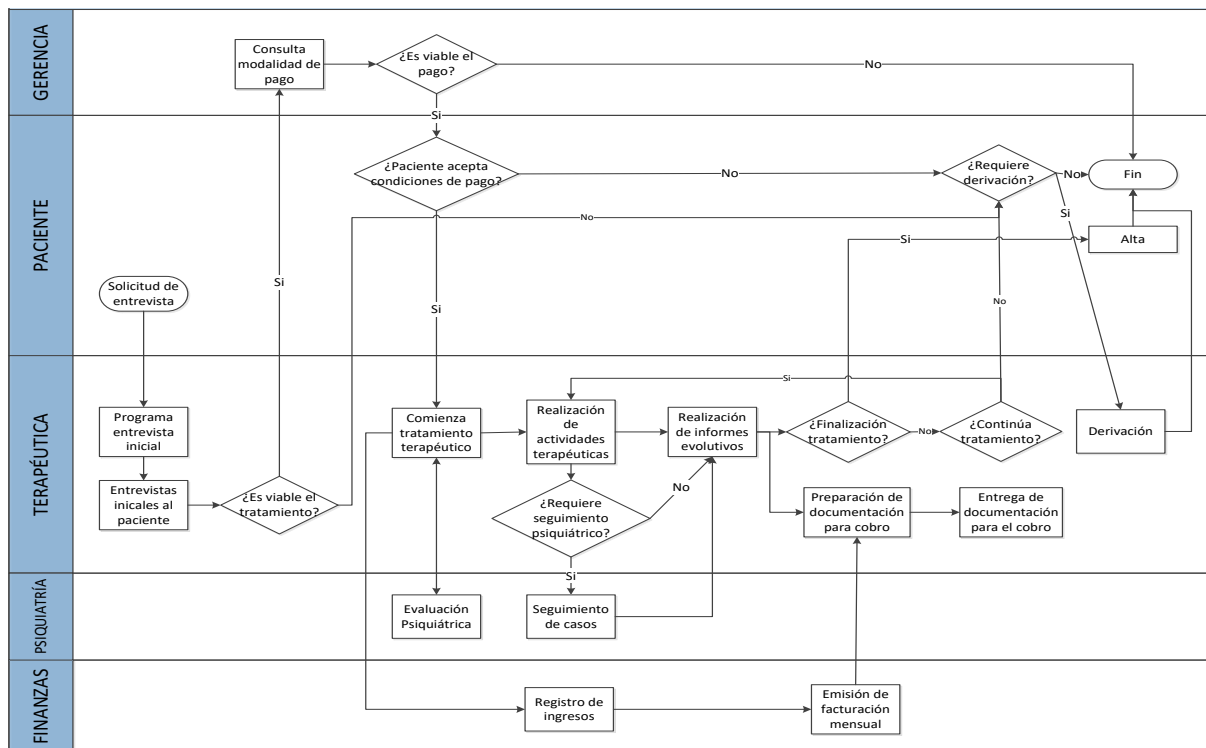 GERENCIA
Consulta
modalidad de
pago
¿Es viable el
pago?
No
Si
PACIENTE
¿Paciente acepta
condiciones de pago?
No
¿Requiere
derivación?
No
Fin
Si
No
Si
Alta
Solicitud de
entrevista
Si
Si
No
TERAPÉUTICA
Programa
entrevista
inicial
Entrevistas
inicales al
paciente
¿Es viable el
tratamiento?
Comienza
tratamiento
terapéutico
Si
Realización
de
actividades
terapéuticas
Realización
de informes
evolutivos
¿Finalización
tratamiento?
No
¿Continúa
tratamiento?
Derivación
¿Requiere
seguimiento
psiquiátrico?
No
Preparación de
documentación
para cobro
Entrega de
documentación
para el cobro
Si
PSIQUIATRÍA
Evaluación
Psiquiátrica
Seguimiento
de casos
FINANZAS
Registro de
ingresos
Emisión de
facturación
mensual